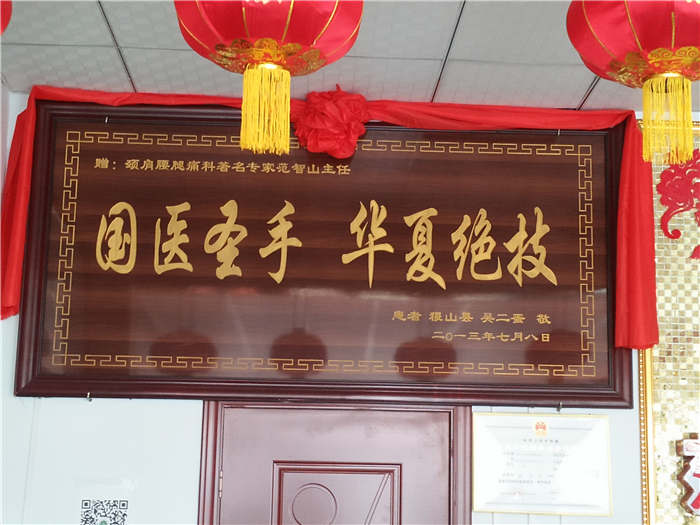 赠：颈肩腰腿痛科著名专家范智山主任
国医圣手 华夏绝技
患者 稷山县 吴二蛋 敬
二〇一三年七月八日